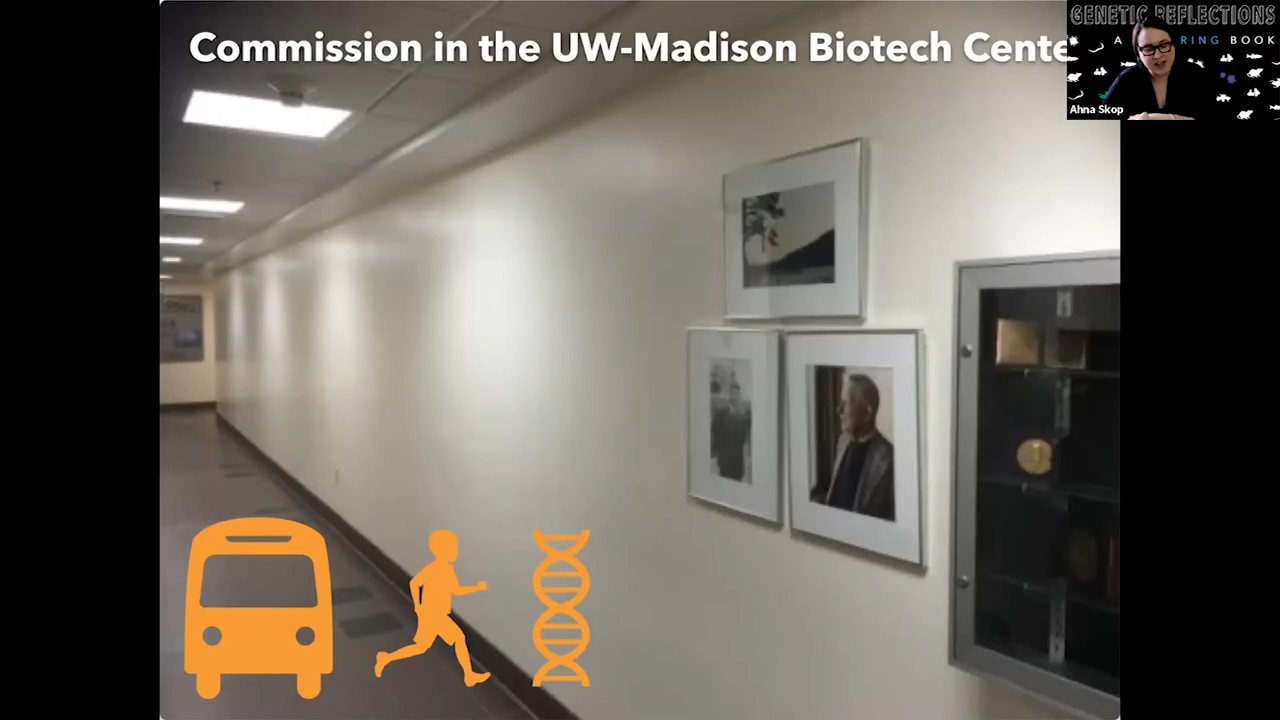 Commission in the UW-Madison Biotech Cente
GENETIC REFLECTIONS
A RING BOOK
Ahna Skop